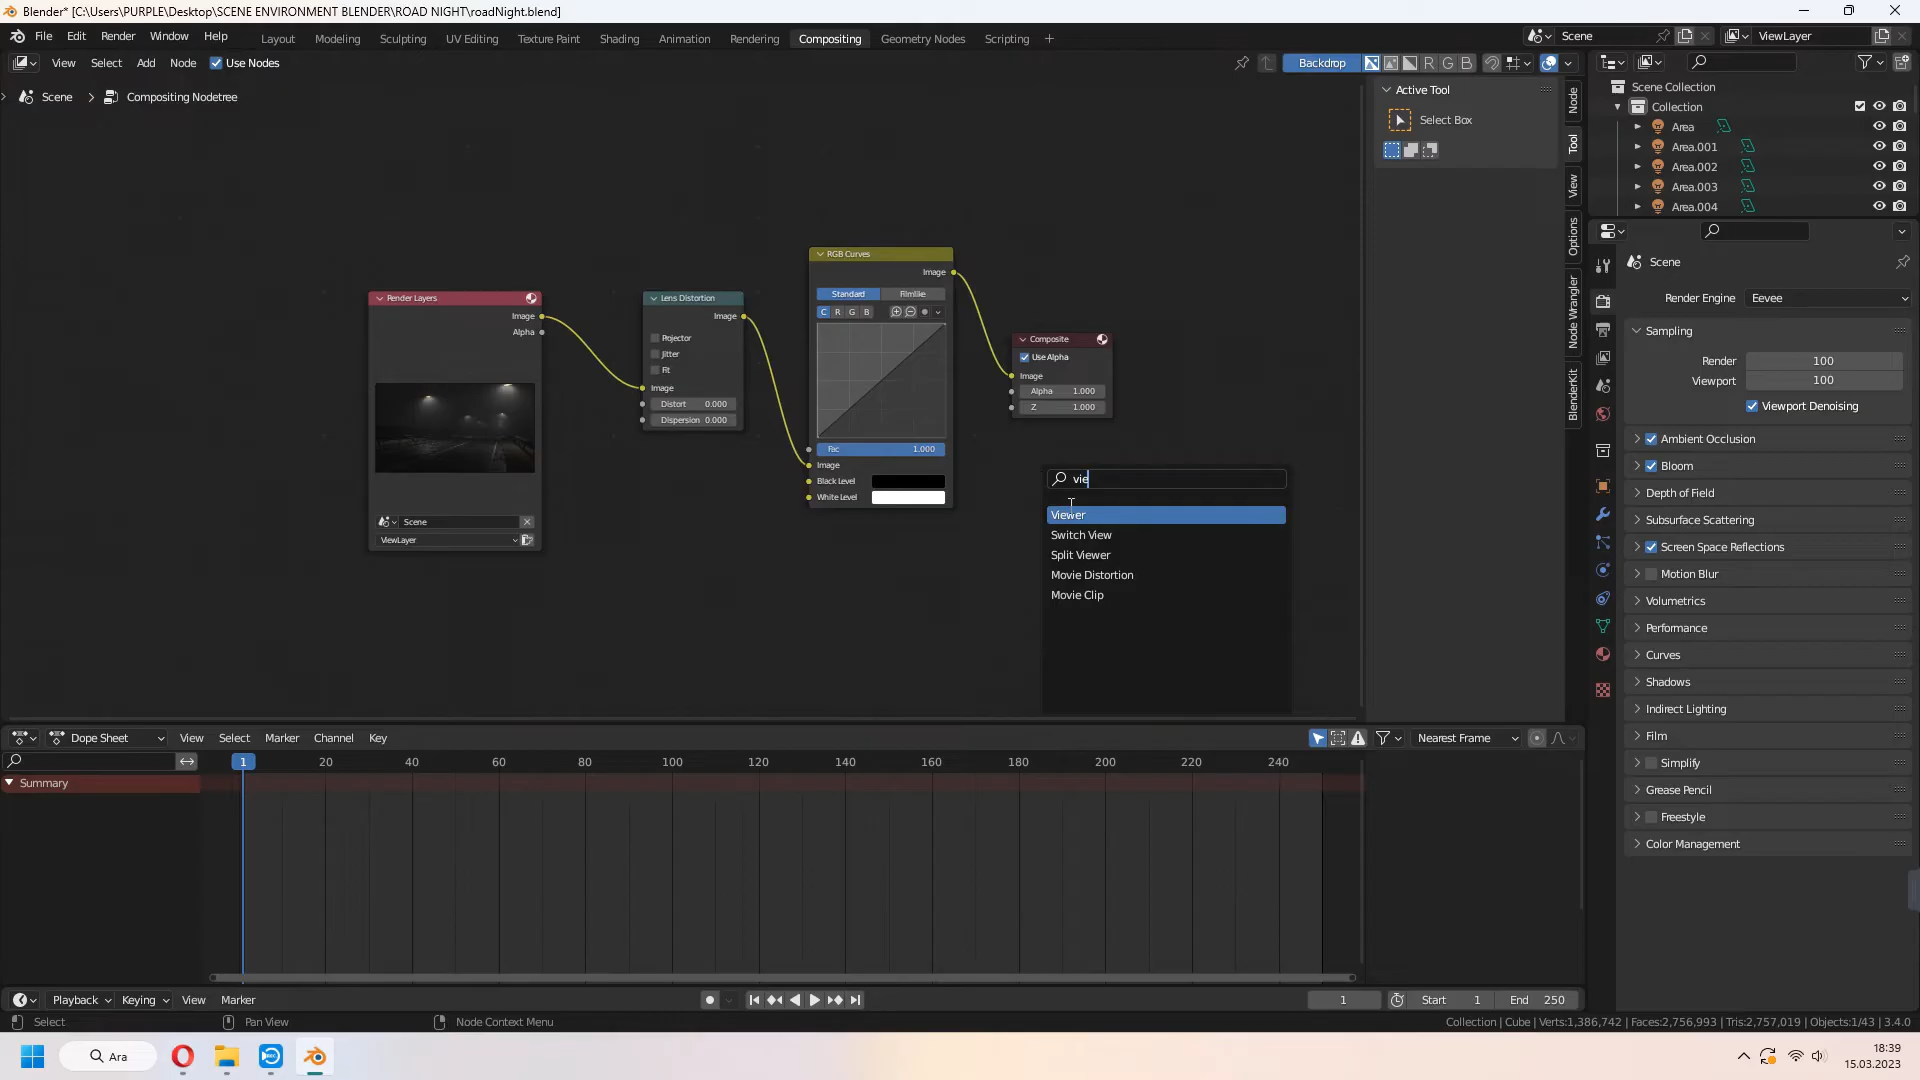 Blender* [C:\Users\PURPLE\Desktop\SCENE ENVIRONMENT BLENDER\ROAD NIGHT\roadNight.blend]
File Edit Render Window Help Layout Modeling Sculpting UV Editing Texture Paint Shading Animation Rendering Compositing Geometry Nodes Scripting + Scene ViewLayer
View Select Add Node Use Nodes Backdrop R G B
Scene > Compositing Nodetree
Active Tool
Select Box
Node
Tool
View
Options
Node Wrangler
BlenderKit
Scene Collection
Collection
Area
Area.001
Area.002
Area.003
Area.004
Render Layers
Image
Alpha
Scene
ViewLayer
Lens Distortion
Image
Projector
Jitter
Fit
Image
Distort 0.000
Dispersion 0.000
RGB Curves
Image
Standard Filmlike
C R G B
Fac 1.000
Image
Black Level
White Level
Composite
Use Alpha
Image
Alpha 1.000
Z 1.000
vie
Viewer
Switch View
Split Viewer
Movie Distortion
Movie Clip
Scene
Render Engine Eevee
Sampling
Render 100
Viewport 100
Viewport Denoising
Ambient Occlusion
Bloom
Depth of Field
Subsurface Scattering
Screen Space Reflections
Motion Blur
Volumetrics
Performance
Curves
Shadows
Indirect Lighting
Film
Simplify
Grease Pencil
Freestyle
Color Management
Dope Sheet View Select Marker Channel Key Nearest Frame
1 20 40 60 80 100 120 140 160 180 200 220 240
Summary
Playback Keying View Marker 1 Start 1 End 250
Select Pan View Node Context Menu Collection | Cube | Verts:1,386,742 | Faces:2,756,993 | Tris:2,757,019 | Objects:1/43 | 3.4.0
Ara
18:39
15.03.2023